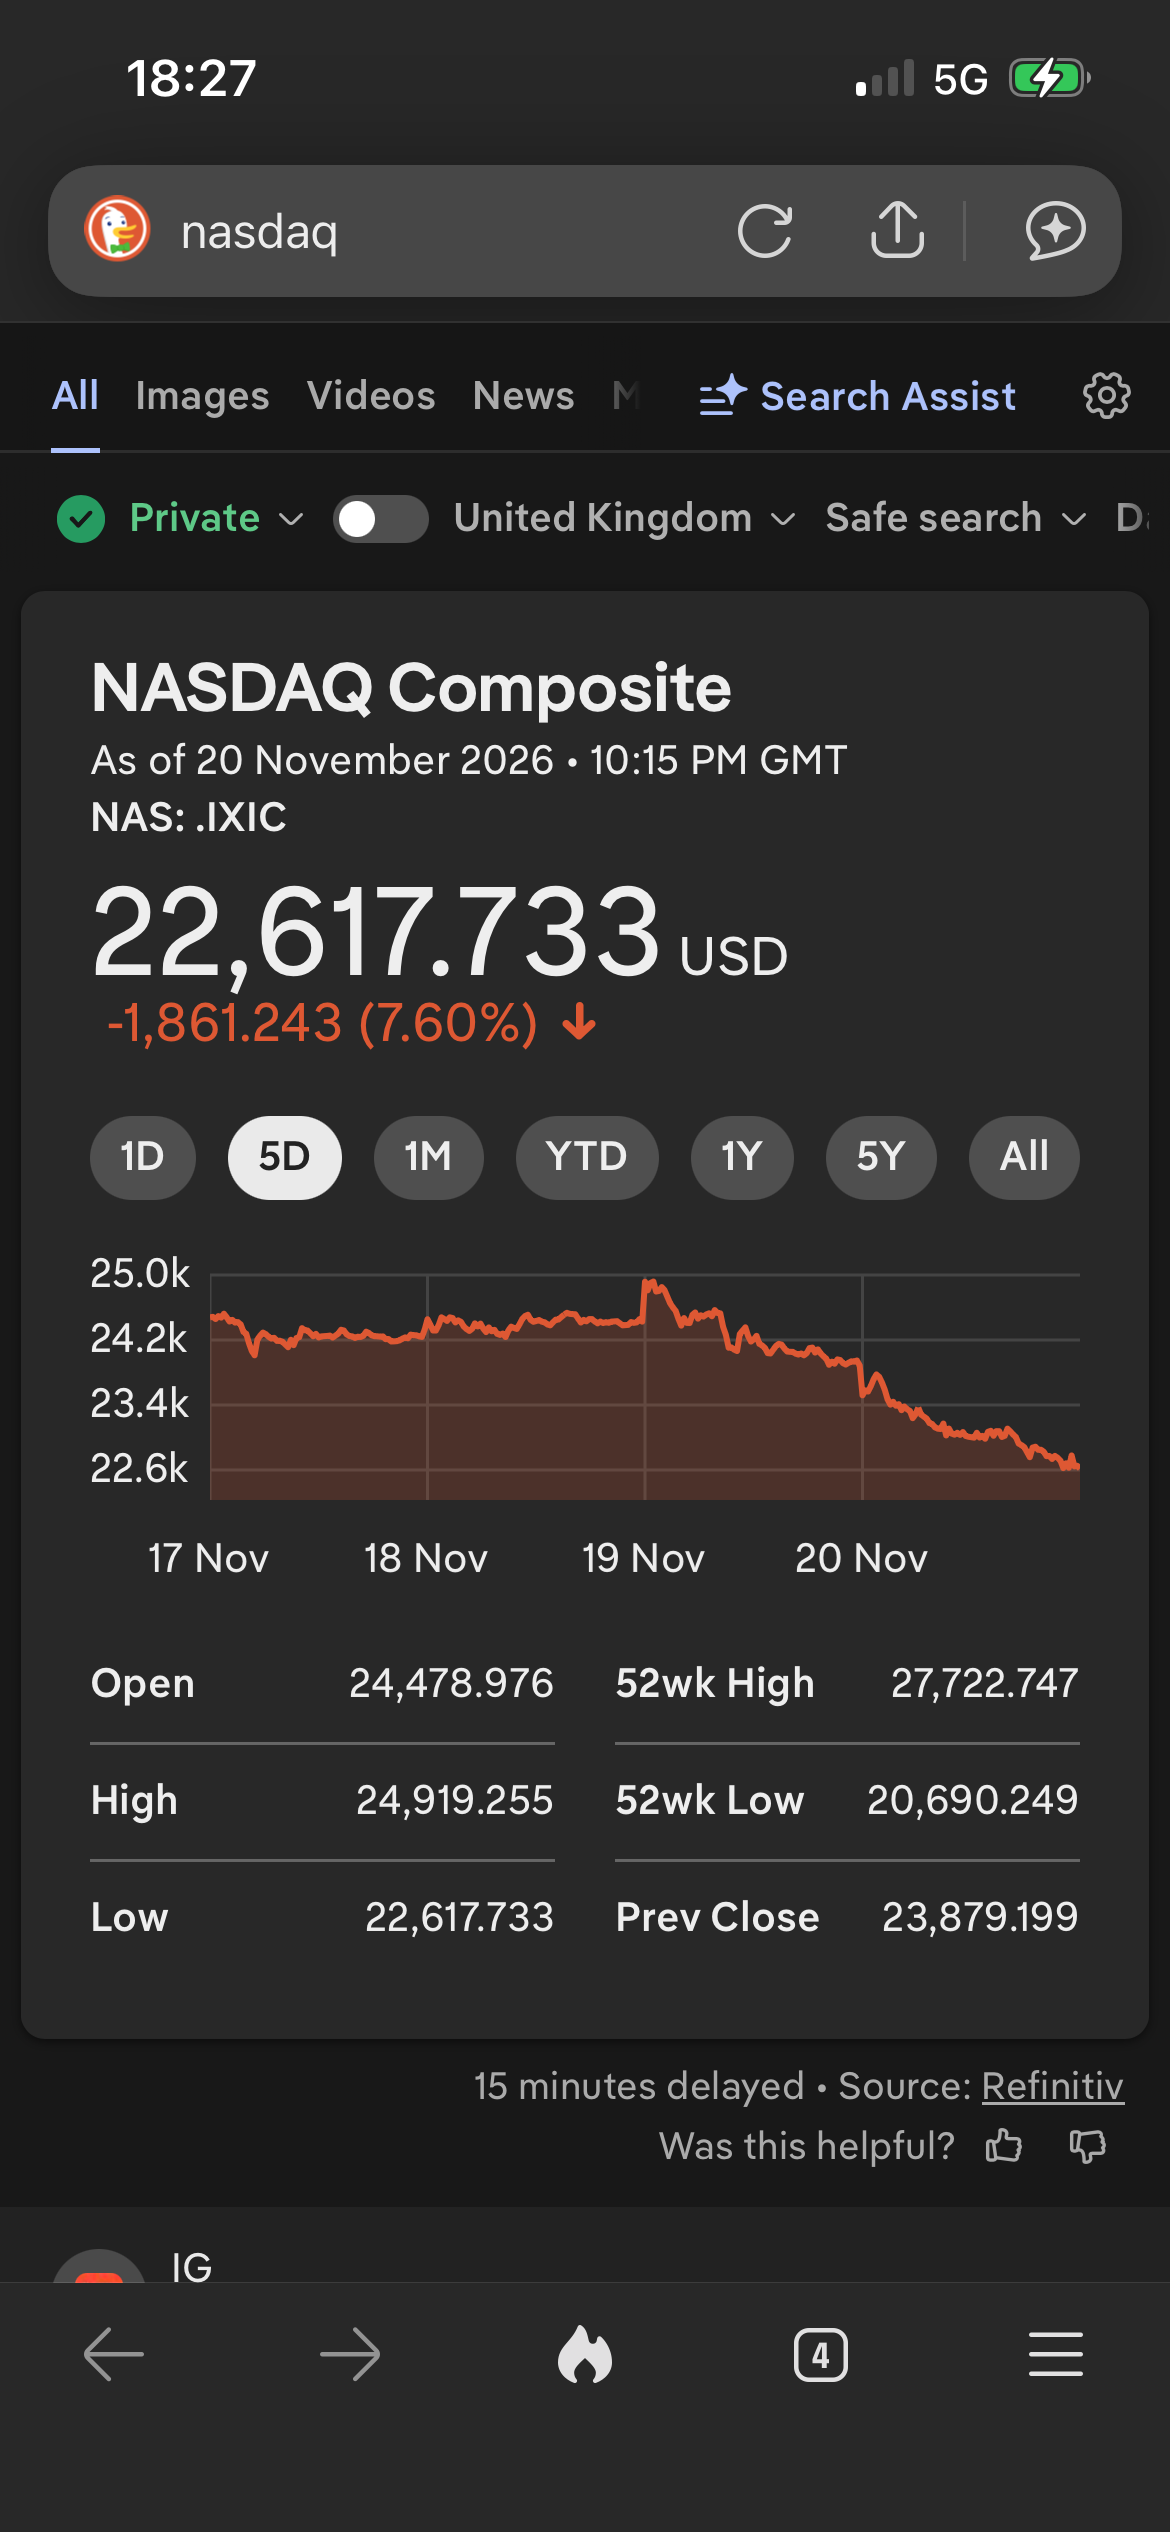 18:27
5G
nasdaq
All Images Videos News M Search Assist
Private United Kingdom Safe search Da
NASDAQ Composite
As of 20 November 2026 • 10:15 PM GMT
NAS: .IXIC
22,617.733 USD
-1,861.243 (7.60%)
1D 5D 1M YTD 1Y 5Y All
25.0k
24.2k
23.4k
22.6k
17 Nov 18 Nov 19 Nov 20 Nov
Open 24,478.976 52wk High 27,722.747
High 24,919.255 52wk Low 20,690.249
Low 22,617.733 Prev Close 23,879.199
15 minutes delayed • Source: Refinitiv
Was this helpful?
IG
4